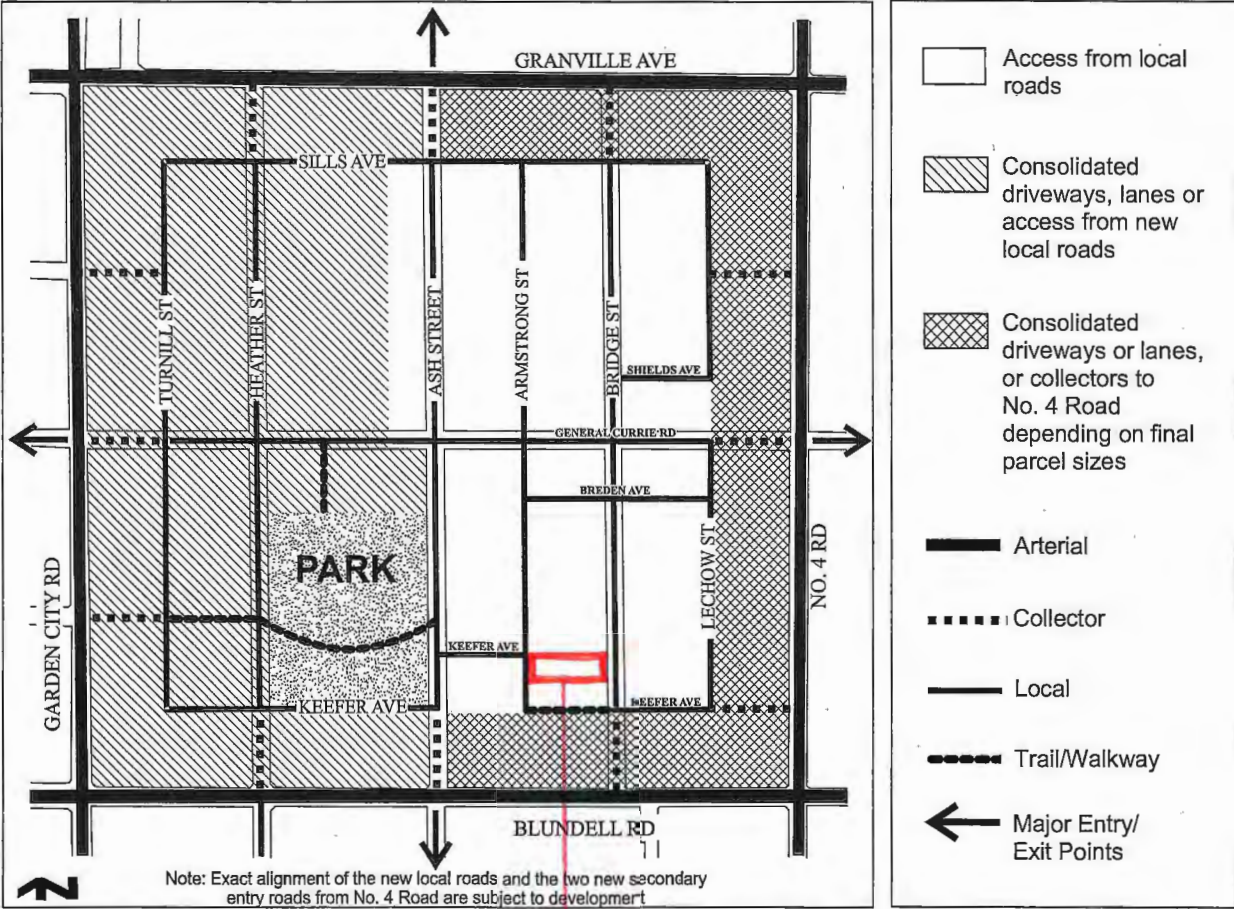 GRANVILLE AVE
SILLS AVE
TURNILL ST
HEATHER ST
ASH STREET
ARMSTRONG ST
BRIDGE ST
SHIELDS AVE
GENERAL CURRIE RD
BREDEN AVE
PARK
GARDEN CITY RD
LECHOW ST
NO. 4 RD
KEEFER AVE
KEEFER AVE
KEEFER AVE
BLUNDELL RD
N
Note: Exact alignment of the new local roads and the two new secondary
entry roads from No. 4 Road are subject to development
Access from local
roads
Consolidated
driveways, lanes or
access from new
local roads
Consolidated
driveways or lanes,
or collectors to
No. 4 Road
depending on final
parcel sizes
Arterial
Collector
Local
Trail/Walkway
Major Entry/
Exit Points